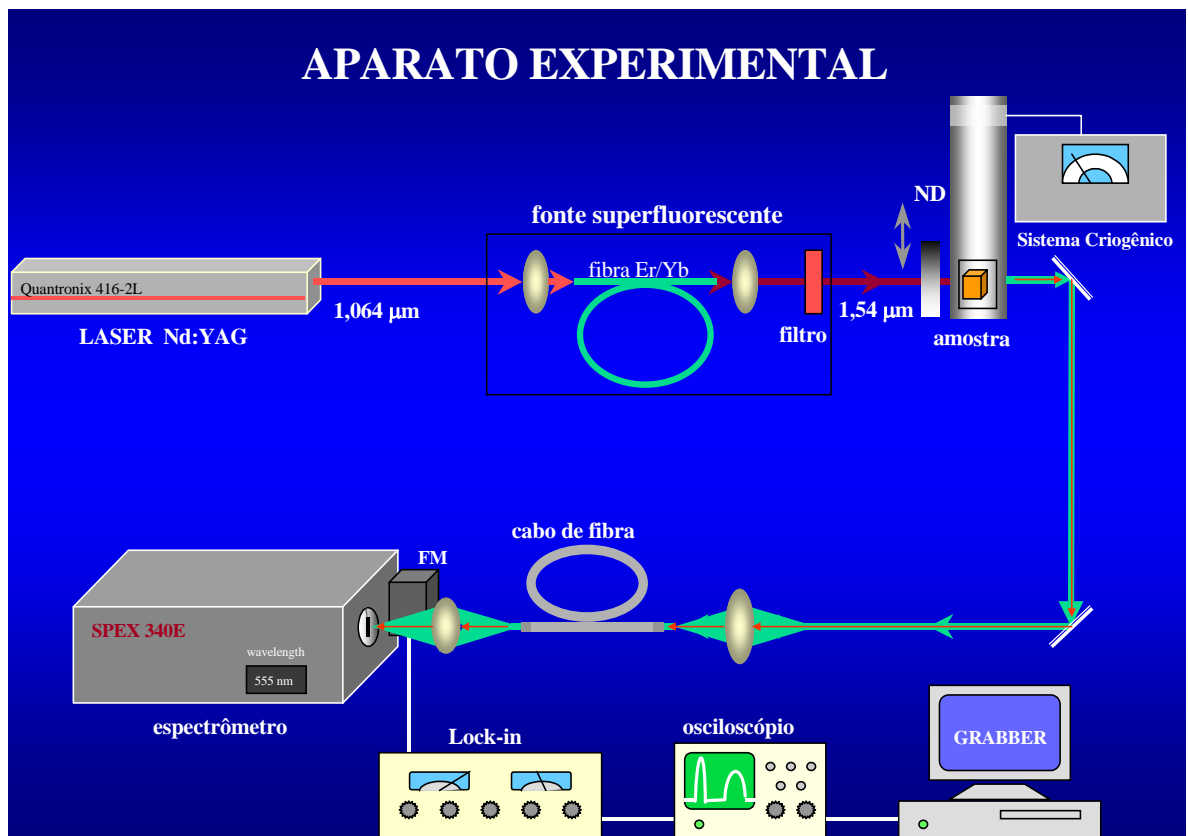 APARATO EXPERIMENTAL
ND
fonte superfluorescente
Sistema Criogênico
fibra Er/Yb
Quantronix 416-2L
1,064 μm
1,54 μm
LASER Nd:YAG
filtro
amostra
cabo de fibra
FM
SPEX 340E
wavelength
555 nm
espectrômetro
osciloscópio
Lock-in
GRABBER